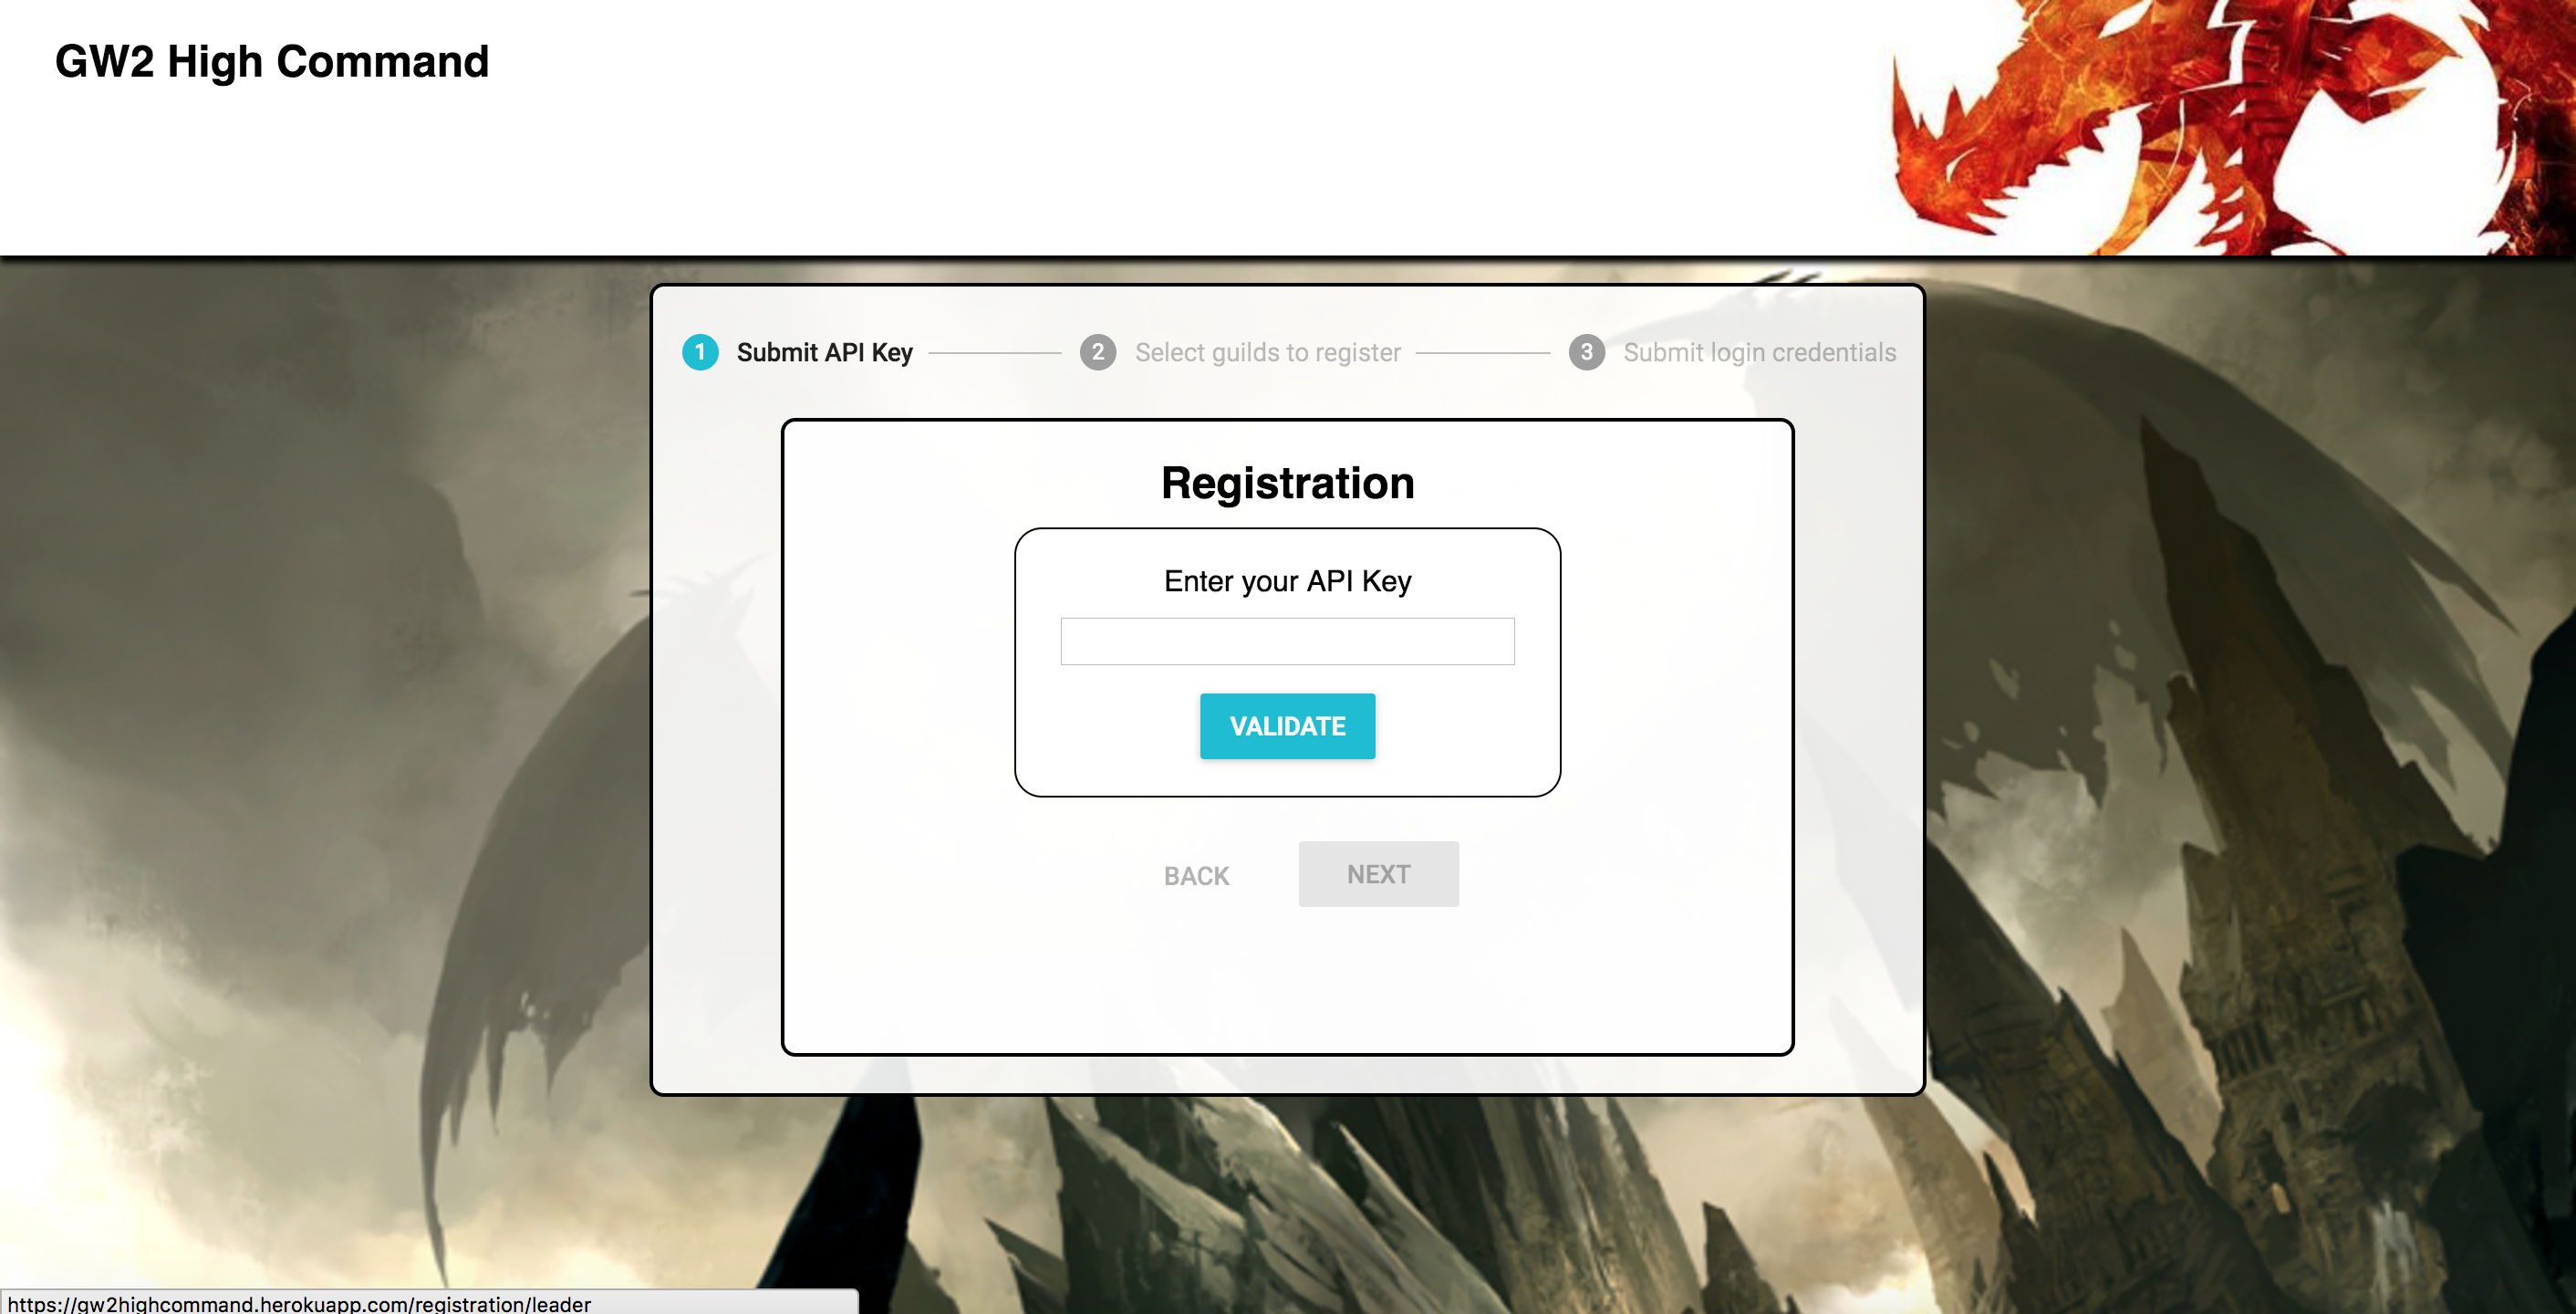 GW2 High Command
1 Submit API Key 2 Select guilds to register 3 Submit login credentials
Registration
Enter your API Key
VALIDATE
BACK NEXT
https://gw2highcommand.herokuapp.com/registration/leader